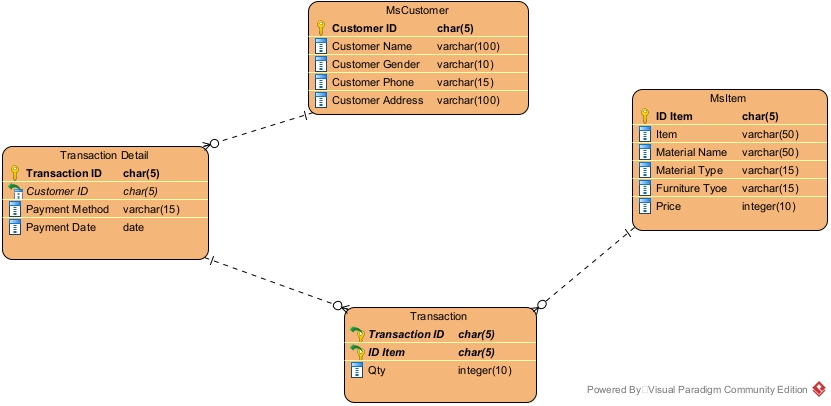 MsCustomer
Customer ID char(5)
Customer Name varchar(100)
Customer Gender varchar(10)
Customer Phone varchar(15)
Customer Address varchar(100)
MsItem
ID Item char(5)
Item varchar(50)
Material Name varchar(50)
Material Type varchar(15)
Furniture Tyoe varchar(15)
Price integer(10)
Transaction Detail
Transaction ID char(5)
Customer ID char(5)
Payment Method varchar(15)
Payment Date date
Transaction
Transaction ID char(5)
ID Item char(5)
Qty integer(10)
Powered By Visual Paradigm Community Edition